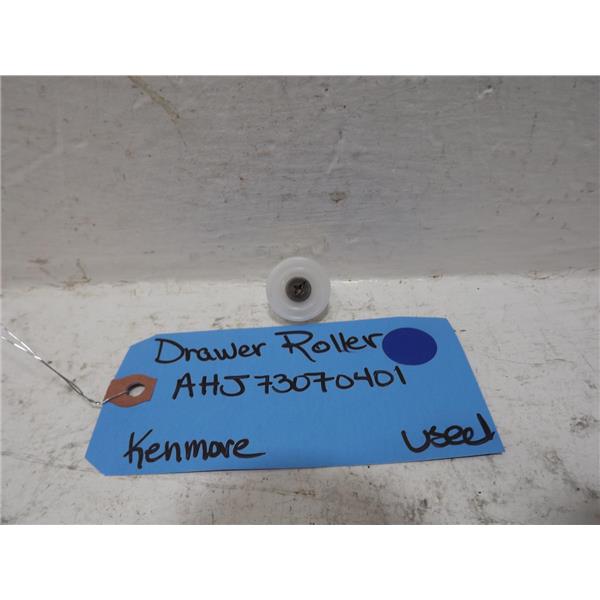 Drawer Roller
AHJ73070401
Kenmore used